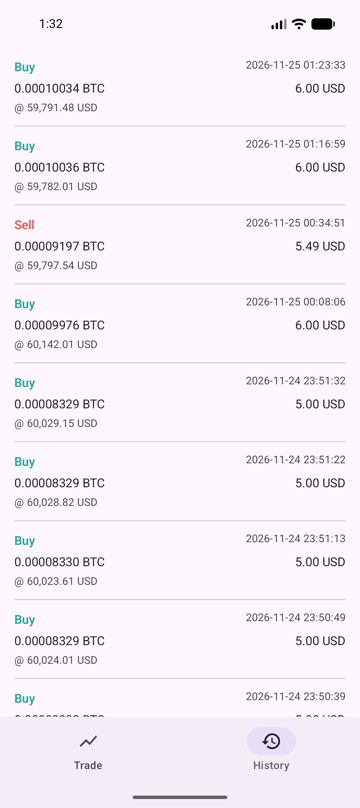 1:32
Buy 2026-11-25 01:23:33
0.00010034 BTC 6.00 USD
@ 59,791.48 USD
Buy 2026-11-25 01:16:59
0.00010036 BTC 6.00 USD
@ 59,782.01 USD
Sell 2026-11-25 00:34:51
0.00009197 BTC 5.49 USD
@ 59,797.54 USD
Buy 2026-11-25 00:08:06
0.00009976 BTC 6.00 USD
@ 60,142.01 USD
Buy 2026-11-24 23:51:32
0.00008329 BTC 5.00 USD
@ 60,029.15 USD
Buy 2026-11-24 23:51:22
0.00008329 BTC 5.00 USD
@ 60,028.82 USD
Buy 2026-11-24 23:51:13
0.00008330 BTC 5.00 USD
@ 60,023.61 USD
Buy 2026-11-24 23:50:49
0.00008329 BTC 5.00 USD
@ 60,024.01 USD
Buy 2026-11-24 23:50:39
Trade History